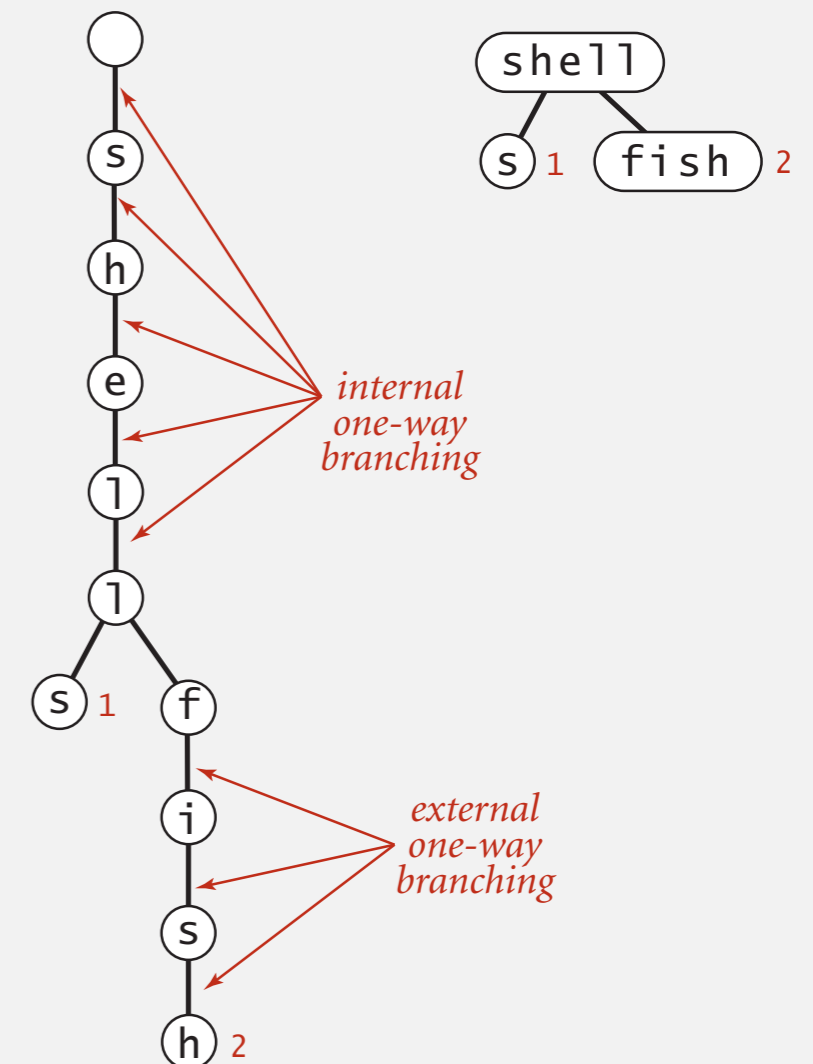 shell
s 1 fish 2
s
h
e
l
l
s 1 f
i
s
h 2
internal
one-way
branching
external
one-way
branching